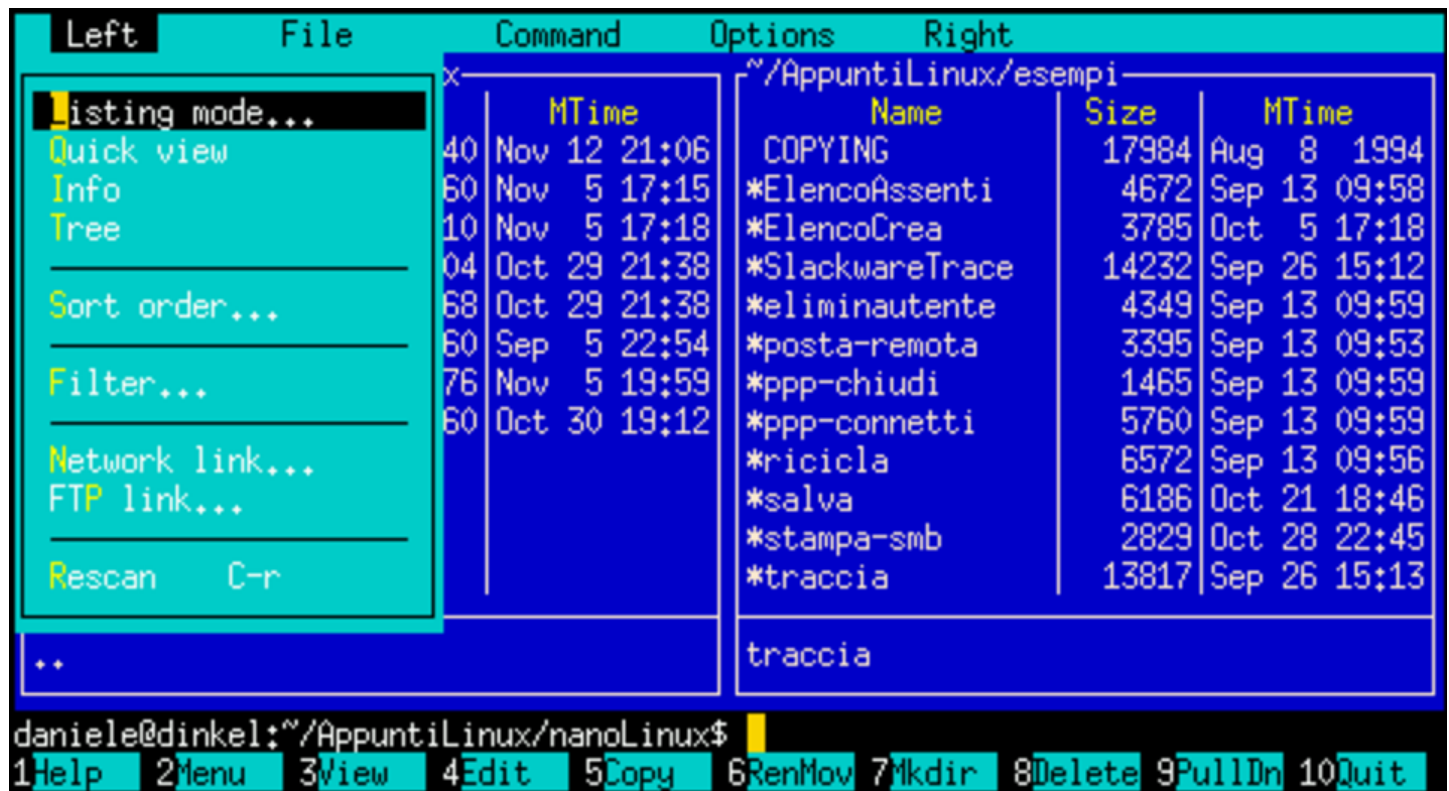 Left File Command Options Right
x ~/AppuntiLinux/esempi
Listing mode... MTime Name Size MTime
Quick view 40 Nov 12 21:06 COPYING 17984 Aug 8 1994
Info 60 Nov 5 17:15 *ElencoAssenti 4672 Sep 13 09:58
Tree 10 Nov 5 17:18 *ElencoCrea 3785 Oct 5 17:18
04 Oct 29 21:38 *SlackwareTrace 14232 Sep 26 15:12
Sort order... 68 Oct 29 21:38 *eliminautente 4349 Sep 13 09:59
60 Sep 5 22:54 *posta-remota 3395 Sep 13 09:53
Filter... 76 Nov 5 19:59 *ppp-chiudi 1465 Sep 13 09:59
60 Oct 30 19:12 *ppp-connetti 5760 Sep 13 09:59
Network link... *ricicla 6572 Sep 13 09:56
FTP link... *salva 6186 Oct 21 18:46
*stampa-smb 2829 Oct 28 22:45
Rescan C-r *traccia 13817 Sep 26 15:13
.. traccia
daniele@dinkel:~/AppuntiLinux/nanoLinux$
1Help 2Menu 3View 4Edit 5Copy 6RenMov 7Mkdir 8Delete 9PullDn 10Quit